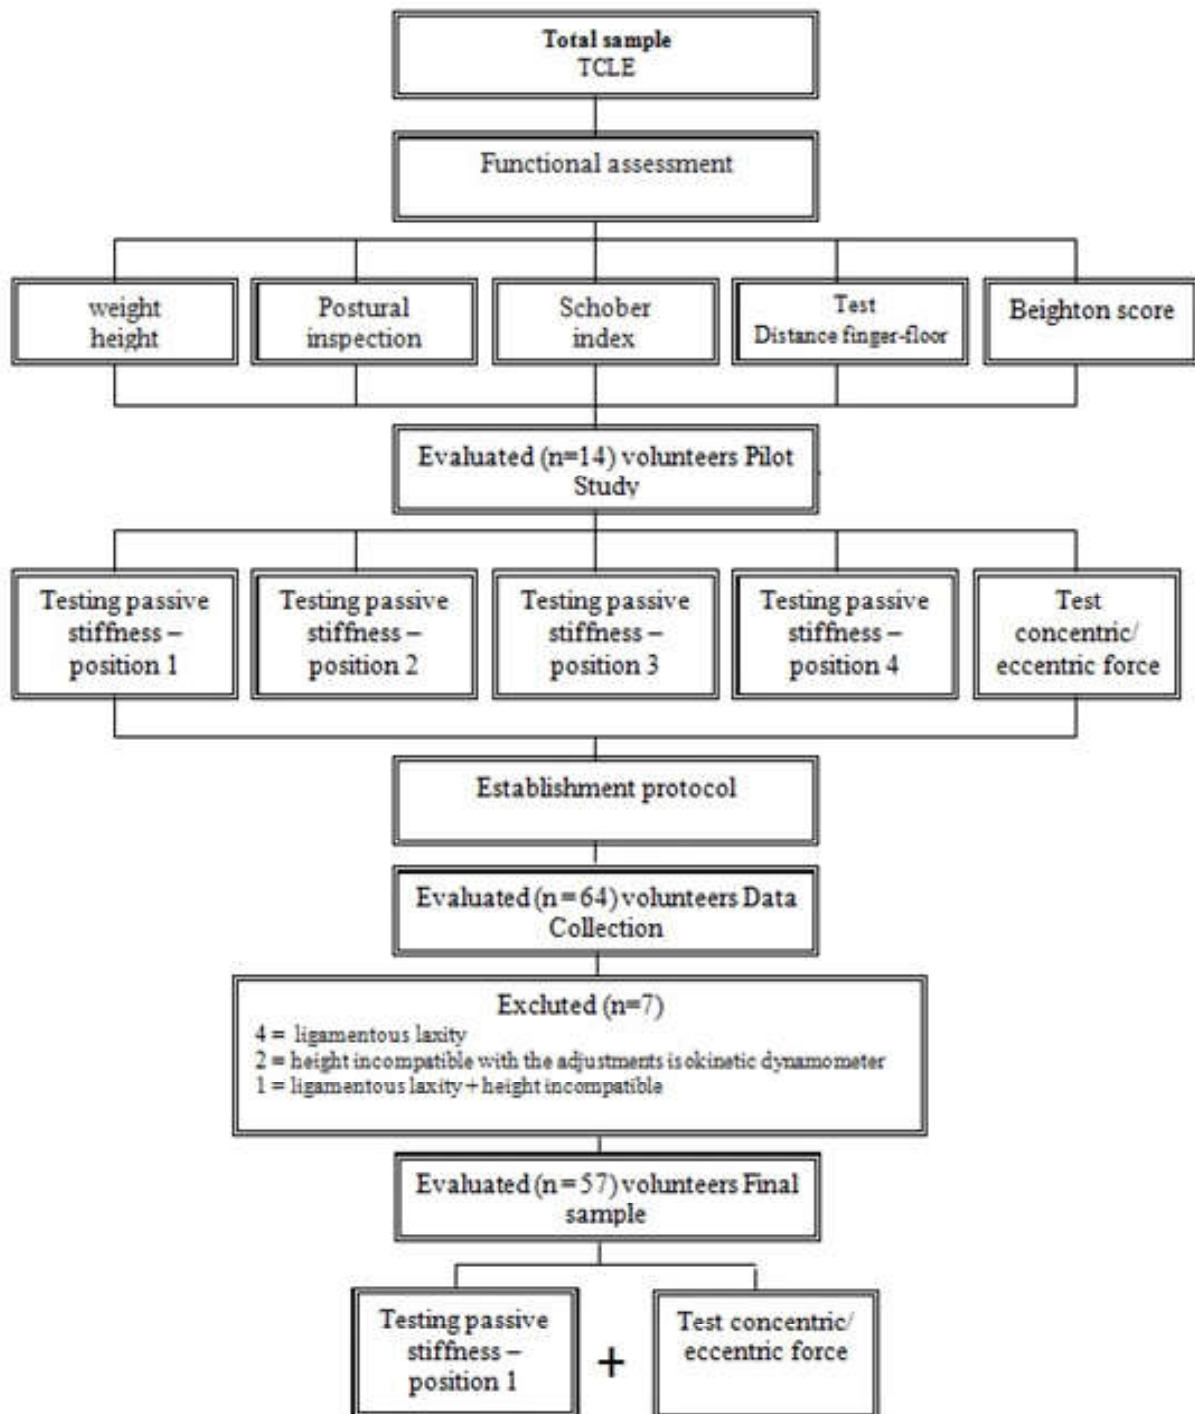 Total sample
TCLE
Functional assessment
weight
height
Postural
inspection
Schober
index
Test
Distance finger-floor
Beighton score
Evaluated (n=14) volunteers Pilot
Study
Testing passive
stiffness –
position 1
Testing passive
stiffness –
position 2
Testing passive
stiffness –
position 3
Testing passive
stiffness –
position 4
Test
concentric/
eccentric force
Establishment protocol
Evaluated (n = 64) volunteers Data
Collection
Excluted (n=7)
4 = ligamentous laxity
2 = height incompatible with the adjustments is okinetic dynamometer
1 = ligamentous laxity + height incompatible
Evaluated (n = 57) volunteers Final
sample
Testing passive
stiffness –
position 1
+
Test concentric/
eccentric force